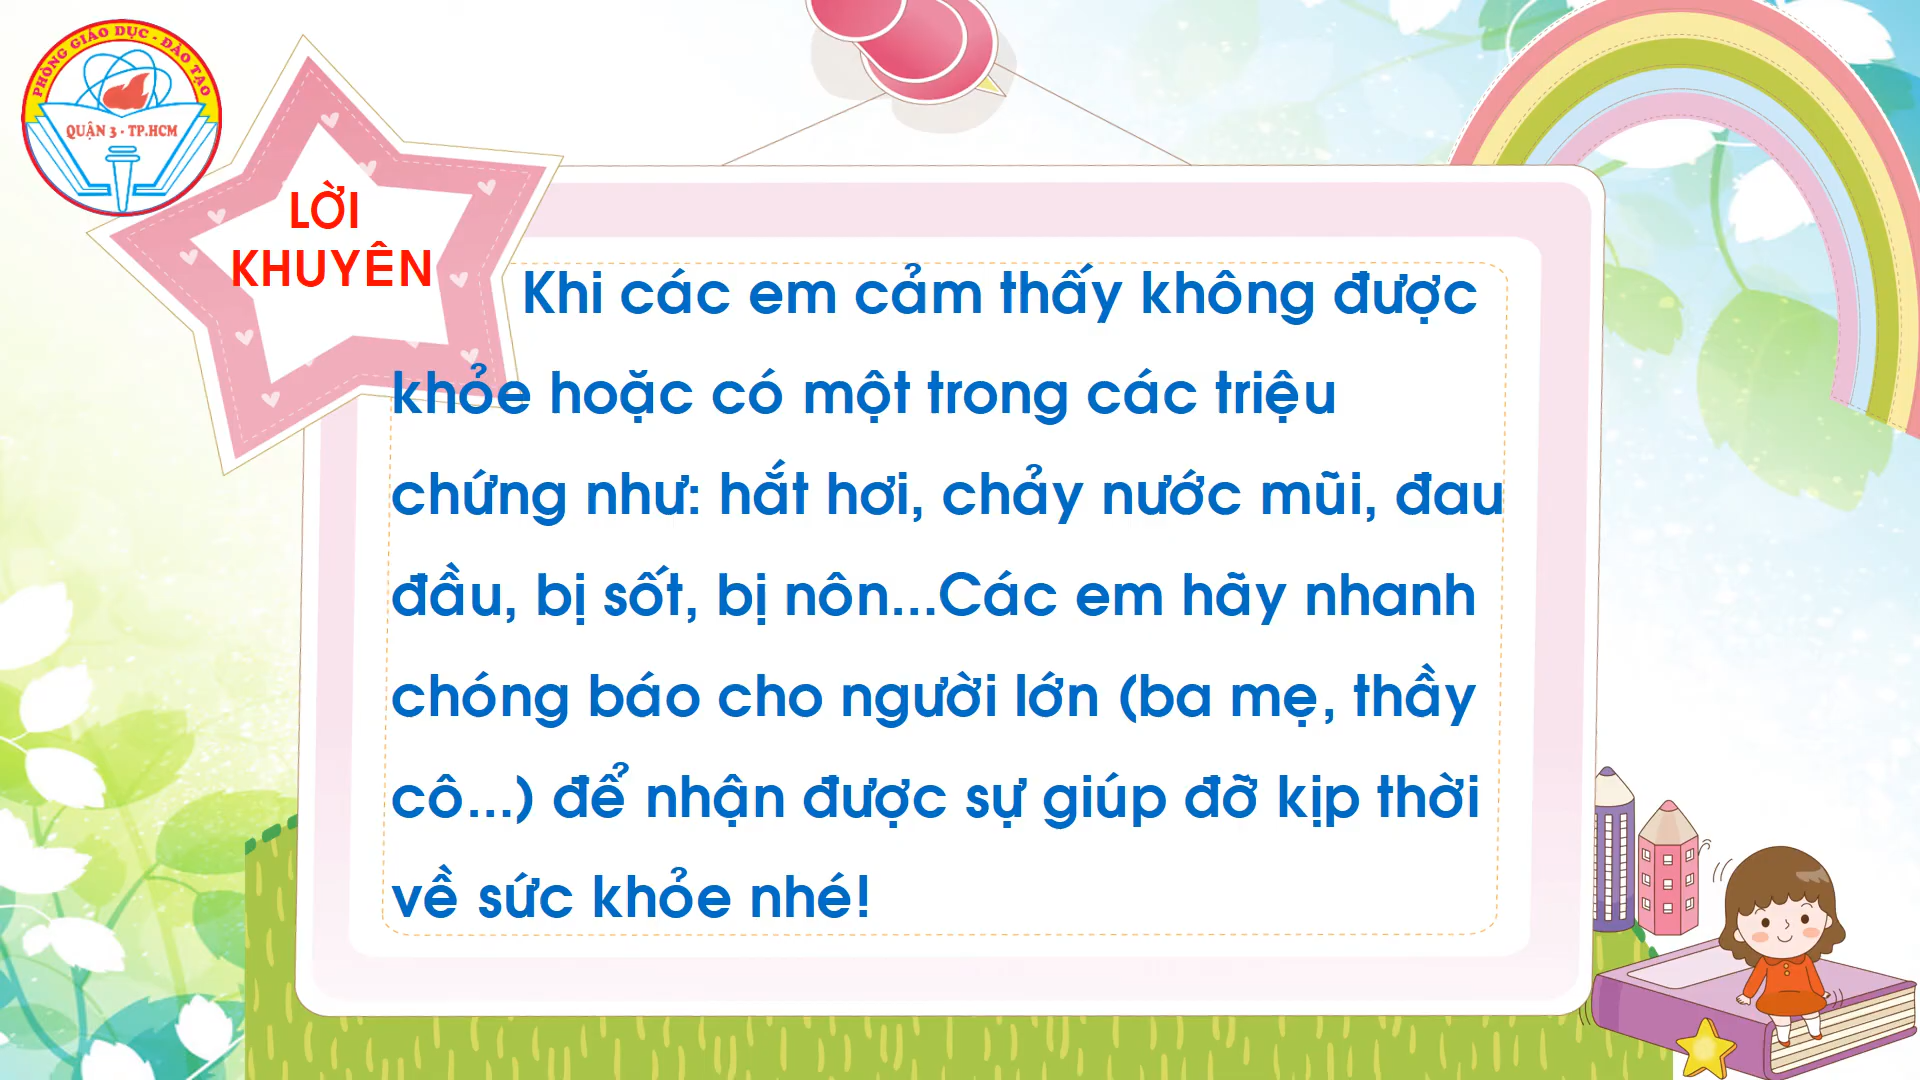 PHÒNG GIÁO DỤC - ĐÀO TẠO
QUẬN 3 - TP.HCM
LỜI
KHUYÊN
Khi các em cảm thấy không được
khỏe hoặc có một trong các triệu
chứng như: hắt hơi, chảy nước mũi, đau
đầu, bị sốt, bị nôn...Các em hãy nhanh
chóng báo cho người lớn (ba mẹ, thầy
cô...) để nhận được sự giúp đỡ kịp thời
về sức khỏe nhé!